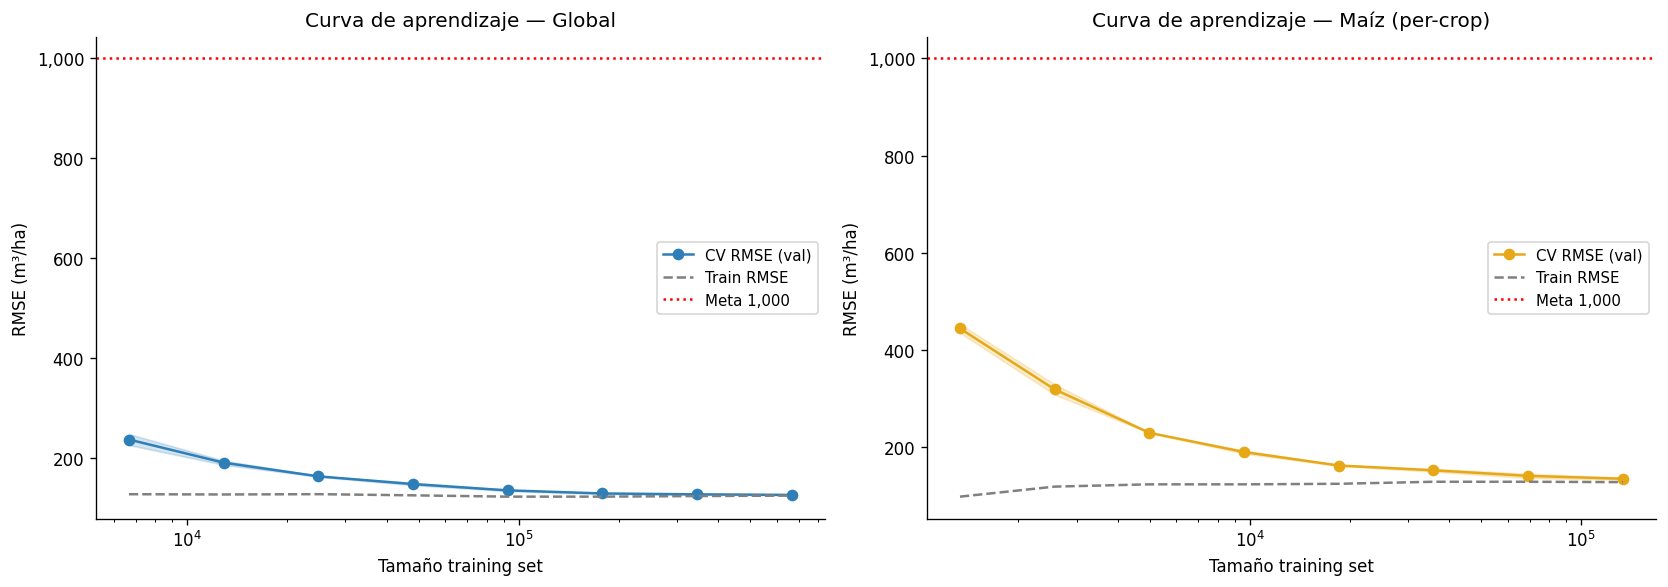 Curva de aprendizaje — Global
1,000
800
600
400
200
RMSE (m³/ha)
CV RMSE (val)
Train RMSE
Meta 1,000
10⁴
10⁵
Tamaño training set
Curva de aprendizaje — Maíz (per-crop)
1,000
800
600
400
200
RMSE (m³/ha)
CV RMSE (val)
Train RMSE
Meta 1,000
10⁴
10⁵
Tamaño training set